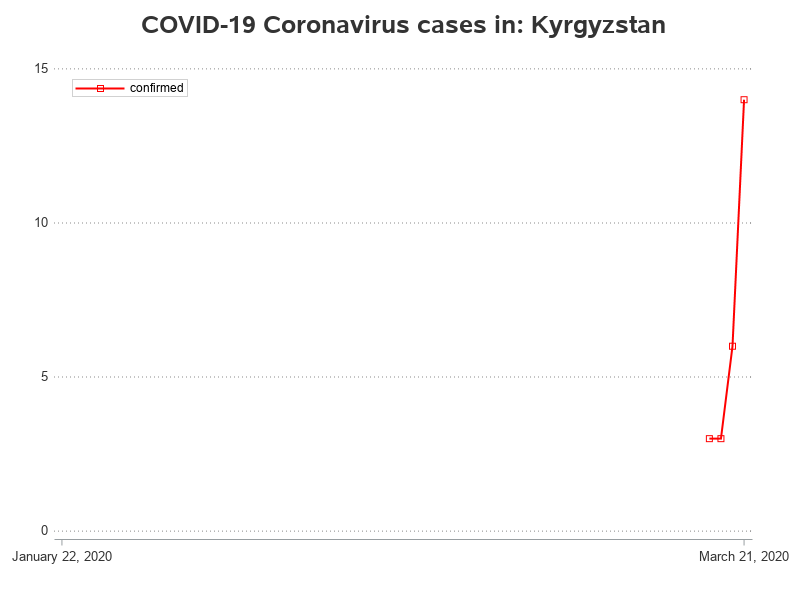 COVID-19 Coronavirus cases in: Kyrgyzstan
15
confirmed
10
5
0
January 22, 2020
March 21, 2020